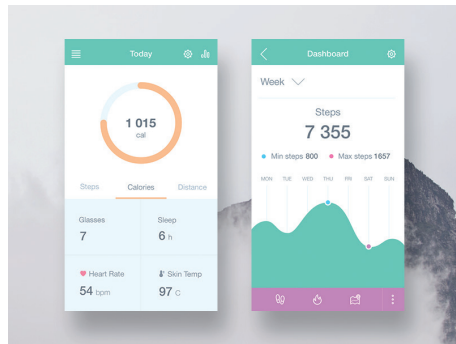 Today
1 015
cal
Steps Calories Distance
Glasses
7
Sleep
6 h
Heart Rate
54 bpm
Skin Temp
97 C
Dashboard
Week
Steps
7 355
Min steps 800 Max steps 1657
MON TUE WED THU FRI SAT SUN